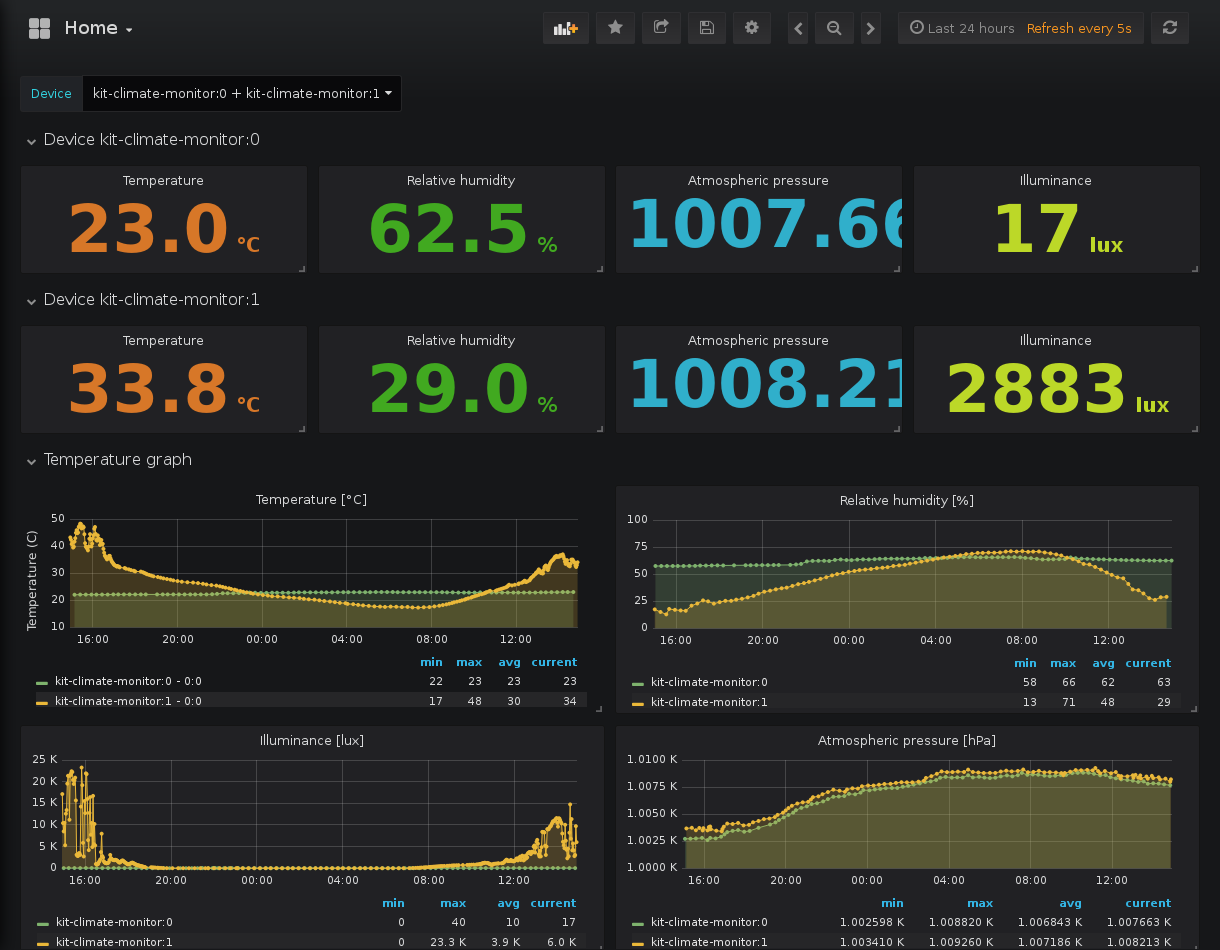 Home
Last 24 hours Refresh every 5s
Device kit-climate-monitor:0 + kit-climate-monitor:1
Device kit-climate-monitor:0
Temperature Relative humidity Atmospheric pressure Illuminance
23.0 °C 62.5 % 1007.66 17 lux
Device kit-climate-monitor:1
Temperature Relative humidity Atmospheric pressure Illuminance
33.8 °C 29.0 % 1008.21 2883 lux
Temperature graph
Temperature [°C]
Temperature (C)
50
40
30
20
10
16:00 20:00 00:00 04:00 08:00 12:00
min max avg current
kit-climate-monitor:0 - 0:0 22 23 23 23
kit-climate-monitor:1 - 0:0 17 48 30 34
Relative humidity [%]
100
75
50
25
0
16:00 20:00 00:00 04:00 08:00 12:00
min max avg current
kit-climate-monitor:0 58 66 62 63
kit-climate-monitor:1 13 71 48 29
Illuminance [lux]
25 K
20 K
15 K
10 K
5 K
0
16:00 20:00 00:00 04:00 08:00 12:00
min max avg current
kit-climate-monitor:0 0 40 10 17
kit-climate-monitor:1 0 23.3 K 3.9 K 6.0 K
Atmospheric pressure [hPa]
1.0100 K
1.0075 K
1.0050 K
1.0025 K
1.0000 K
16:00 20:00 00:00 04:00 08:00 12:00
min max avg current
kit-climate-monitor:0 1.002598 K 1.008820 K 1.006843 K 1.007663 K
kit-climate-monitor:1 1.003410 K 1.009260 K 1.007186 K 1.008213 K